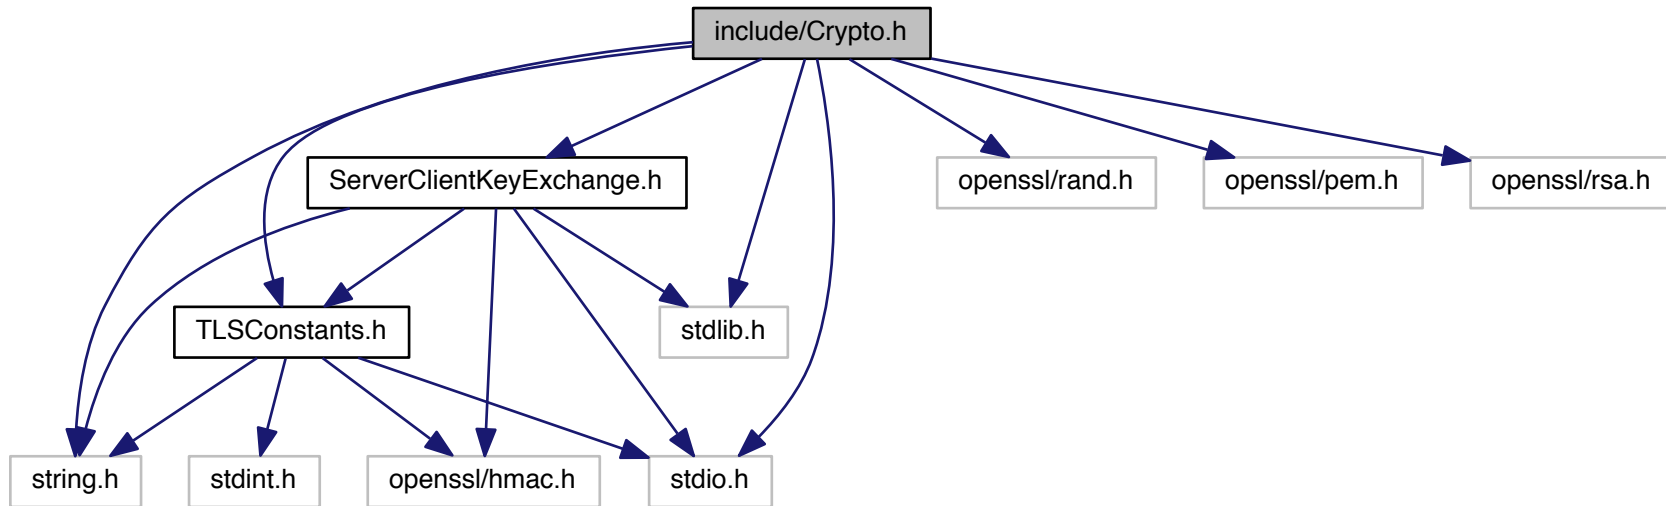 include/Crypto.h
ServerClientKeyExchange.h
openssl/rand.h
openssl/pem.h
openssl/rsa.h
TLSConstants.h
stdlib.h
string.h
stdint.h
openssl/hmac.h
stdio.h